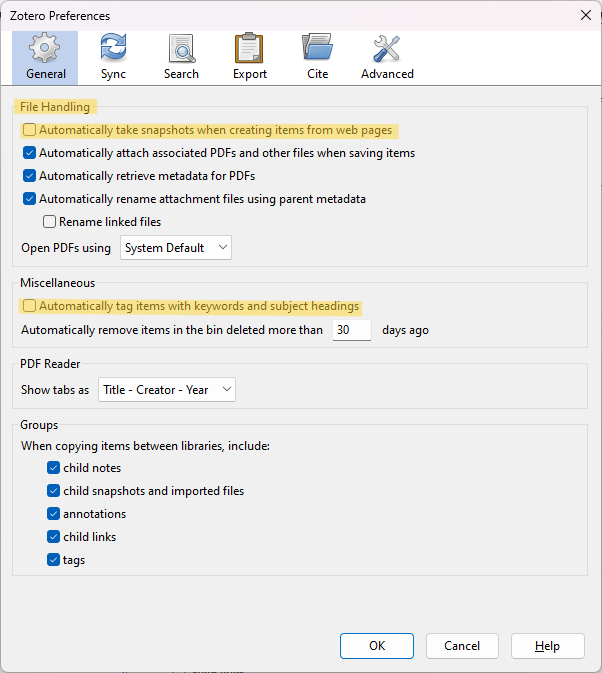 Zotero Preferences
General Sync Search Export Cite Advanced
File Handling
Automatically take snapshots when creating items from web pages
Automatically attach associated PDFs and other files when saving items
Automatically retrieve metadata for PDFs
Automatically rename attachment files using parent metadata
Rename linked files
Open PDFs using System Default
Miscellaneous
Automatically tag items with keywords and subject headings
Automatically remove items in the bin deleted more than 30 days ago
PDF Reader
Show tabs as Title - Creator - Year
Groups
When copying items between libraries, include:
child notes
child snapshots and imported files
annotations
child links
tags
OK Cancel Help